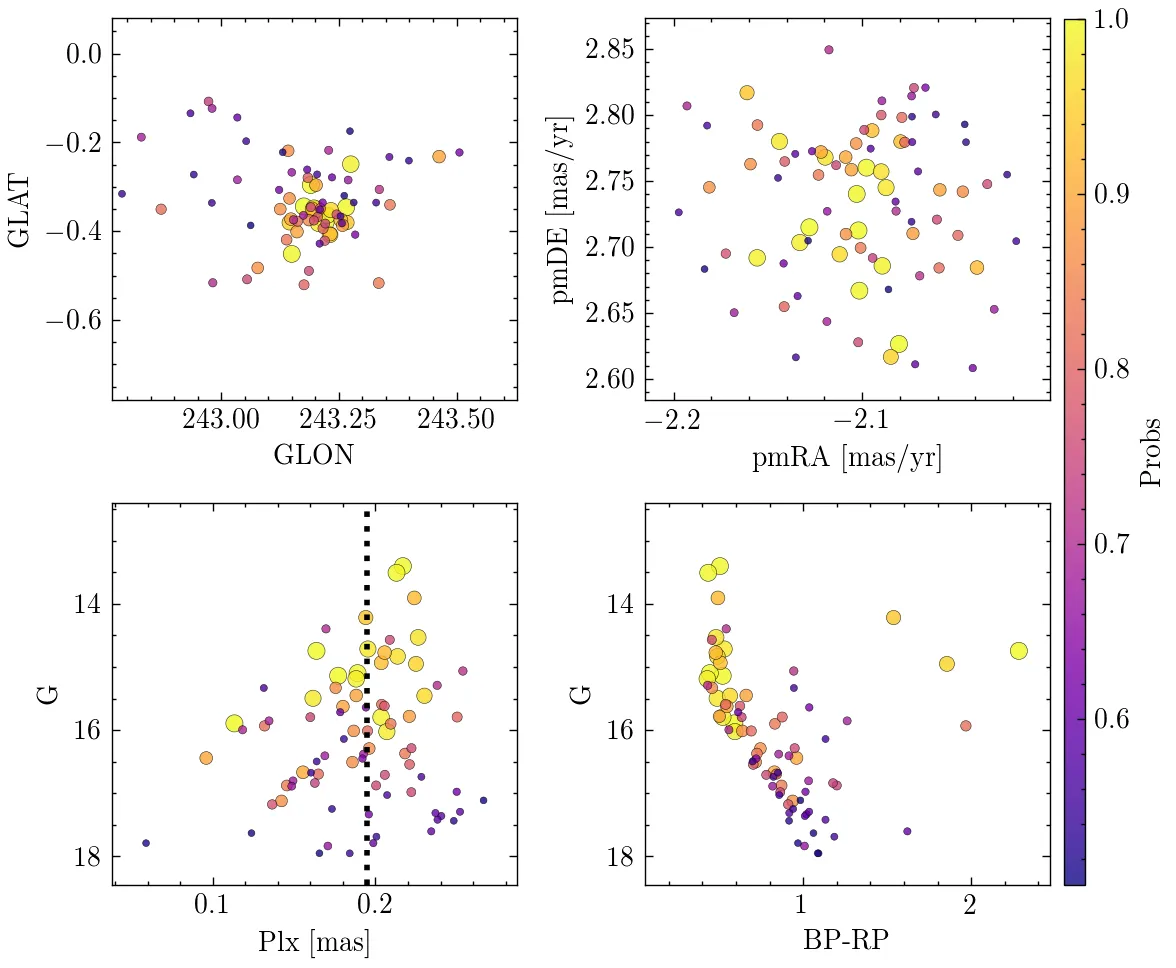 0.0
−0.2
−0.4
−0.6
GLAT
243.00 243.25 243.50
GLON
2.85
2.80
2.75
2.70
2.65
2.60
pmDE [mas/yr]
−2.2 −2.1
pmRA [mas/yr]
14
16
18
G
0.1 0.2
Plx [mas]
14
16
18
G
1 2
BP-RP
1.0
0.9
0.8
0.7
0.6
Probs